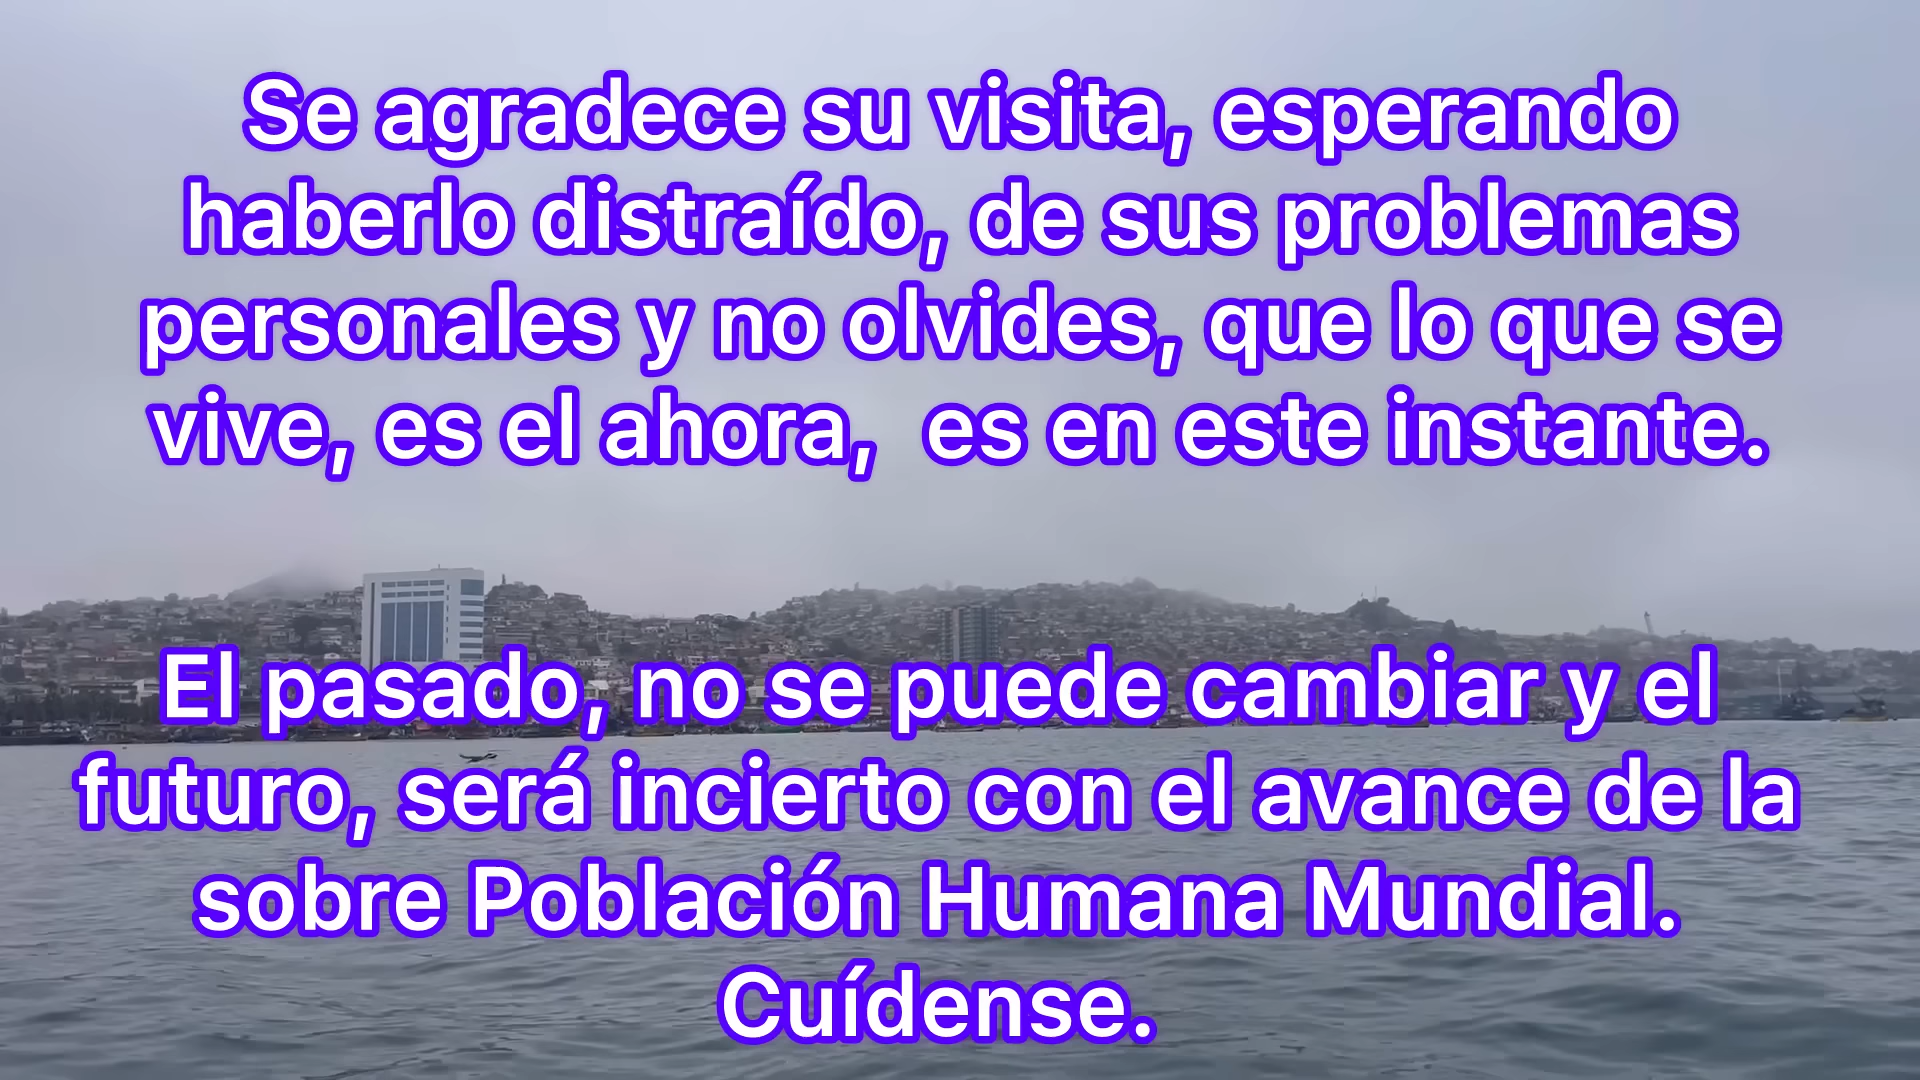 Se agradece su visita, esperando
haberlo distraído, de sus problemas
personales y no olvides, que lo que se
vive, es el ahora,  es en este instante.
El pasado, no se puede cambiar y el
futuro, será incierto con el avance de la
sobre Población Humana Mundial.
Cuídense.